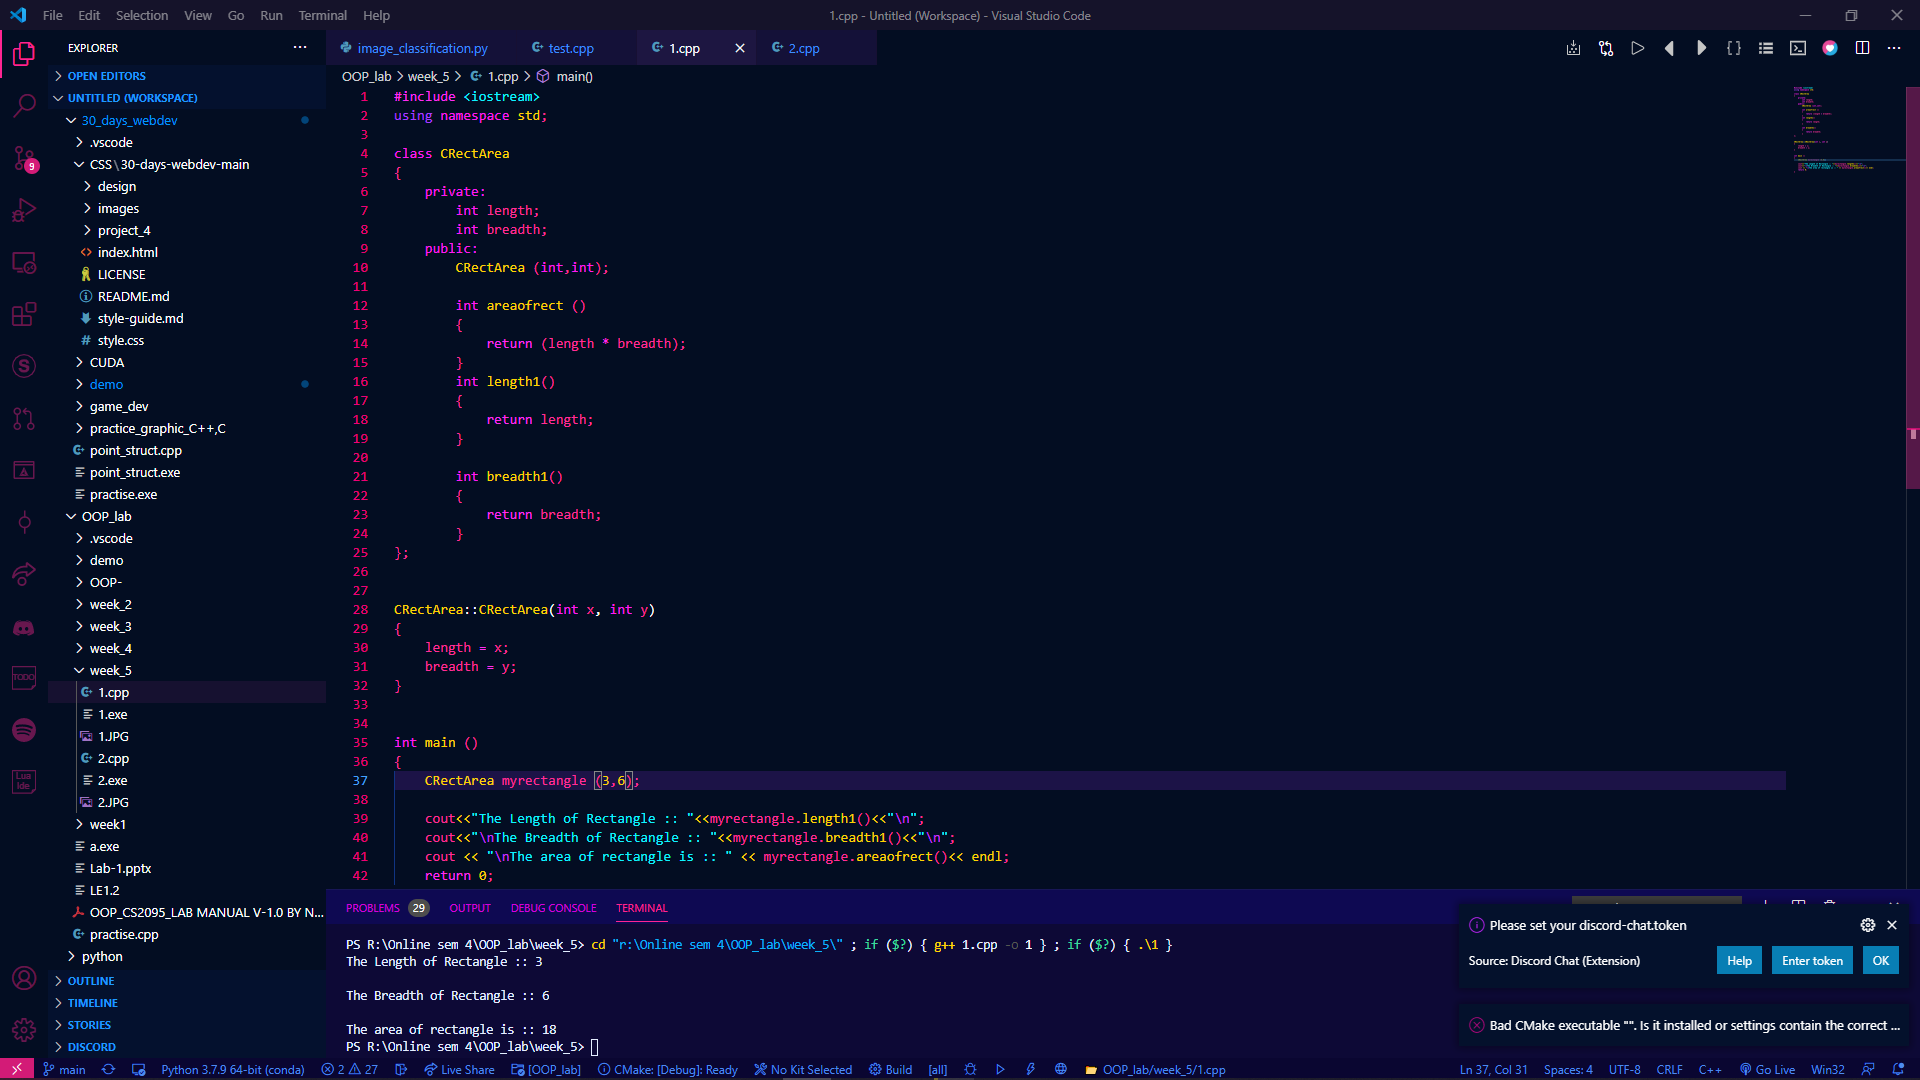 File Edit Selection View Go Run Terminal Help
1.cpp - Untitled (Workspace) - Visual Studio Code
EXPLORER
OPEN EDITORS
UNTITLED (WORKSPACE)
30_days_webdev
.vscode
CSS\30-days-webdev-main
design
images
project_4
index.html
LICENSE
README.md
style-guide.md
style.css
CUDA
demo
game_dev
practice_graphic_C++,C
point_struct.cpp
point_struct.exe
practise.exe
OOP_lab
.vscode
demo
OOP-
week_2
week_3
week_4
week_5
1.cpp
1.exe
1.JPG
2.cpp
2.exe
2.JPG
week1
a.exe
Lab-1.pptx
LE1.2
OOP_CS2095_LAB MANUAL V-1.0 BY N...
practise.cpp
python
OUTLINE
TIMELINE
STORIES
DISCORD
9
TODO
Lua
Ide
image_classification.py test.cpp 1.cpp 2.cpp
OOP_lab > week_5 > 1.cpp > main()
1 #include <iostream>
2 using namespace std;
3
4 class CRectArea
5 {
6 private:
7 int length;
8 int breadth;
9 public:
10 CRectArea (int,int);
11
12 int areaofrect ()
13 {
14 return (length * breadth);
15 }
16 int length1()
17 {
18 return length;
19 }
20
21 int breadth1()
22 {
23 return breadth;
24 }
25 };
26
27
28 CRectArea::CRectArea(int x, int y)
29 {
30 length = x;
31 breadth = y;
32 }
33
34
35 int main ()
36 {
37 CRectArea myrectangle (3,6);
38
39 cout<<"The Length of Rectangle :: "<<myrectangle.length1()<<"\n";
40 cout<<"\nThe Breadth of Rectangle :: "<<myrectangle.breadth1()<<"\n";
41 cout << "\nThe area of rectangle is :: " << myrectangle.areaofrect()<< endl;
42 return 0;
PROBLEMS 29 OUTPUT DEBUG CONSOLE TERMINAL
PS R:\Online sem 4\OOP_lab\week_5> cd "r:\Online sem 4\OOP_lab\week_5\" ; if ($?) { g++ 1.cpp -o 1 } ; if ($?) { .\1 }
The Length of Rectangle :: 3
The Breadth of Rectangle :: 6
The area of rectangle is :: 18
PS R:\Online sem 4\OOP_lab\week_5>
Please set your discord-chat.token
Source: Discord Chat (Extension)
Help Enter token OK
Bad CMake executable "". Is it installed or settings contain the correct ...
main Python 3.7.9 64-bit (conda) 2 27 Live Share [OOP_lab] CMake: [Debug]: Ready No Kit Selected Build [all] OOP_lab/week_5/1.cpp Ln 37, Col 31 Spaces: 4 UTF-8 CRLF C++ Go Live Win32